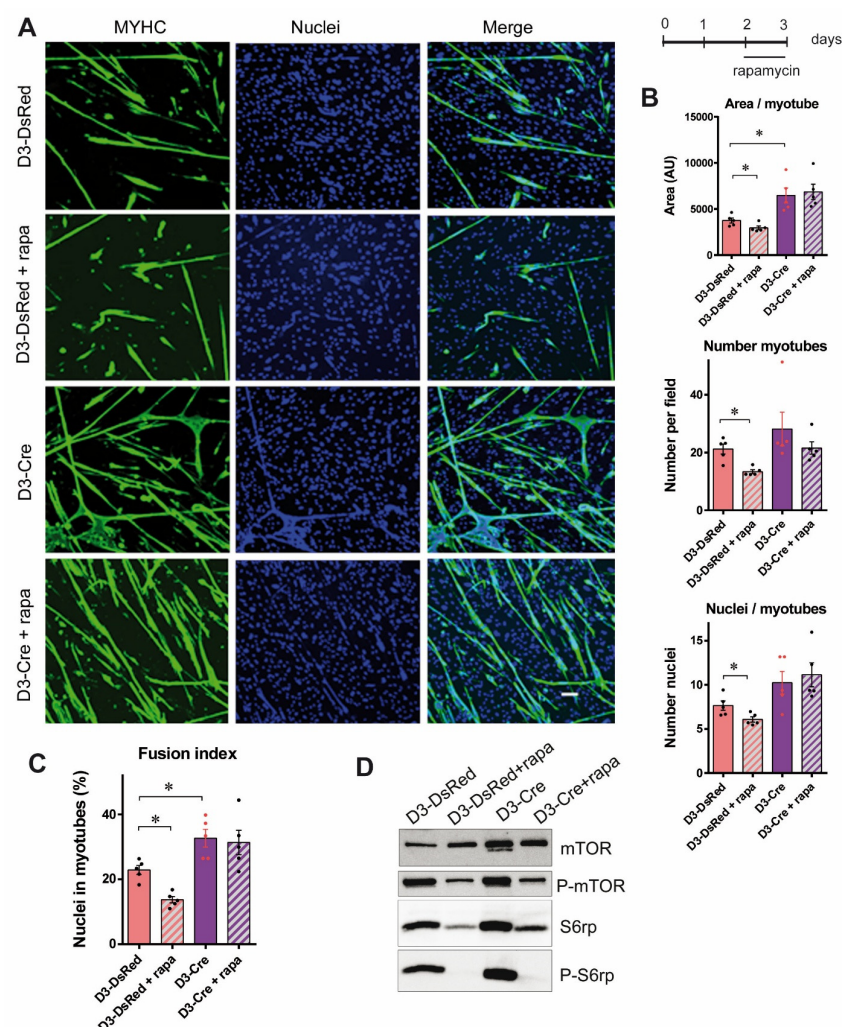 A
MYHC
Nuclei
Merge
D3-DsRed
D3-DsRed + rapa
D3-Cre
D3-Cre + rapa
0 1 2 3 days
rapamycin
B
Area / myotube
Area (AU)
15000
10000
5000
0
*
*
D3-DsRed
D3-DsRed + rapa
D3-Cre
D3-Cre + rapa
Number myotubes
Number per field
40
20
0
*
D3-DsRed
D3-DsRed + rapa
D3-Cre
D3-Cre + rapa
Nuclei / myotubes
Number nuclei
15
10
5
0
*
D3-DsRed
D3-DsRed + rapa
D3-Cre
D3-Cre + rapa
C
Fusion index
Nuclei in myotubes (%)
40
20
0
*
*
D3-DsRed
D3-DsRed + rapa
D3-Cre
D3-Cre + rapa
D
D3-DsRed
D3-DsRed+rapa
D3-Cre
D3-Cre+rapa
mTOR
P-mTOR
S6rp
P-S6rp